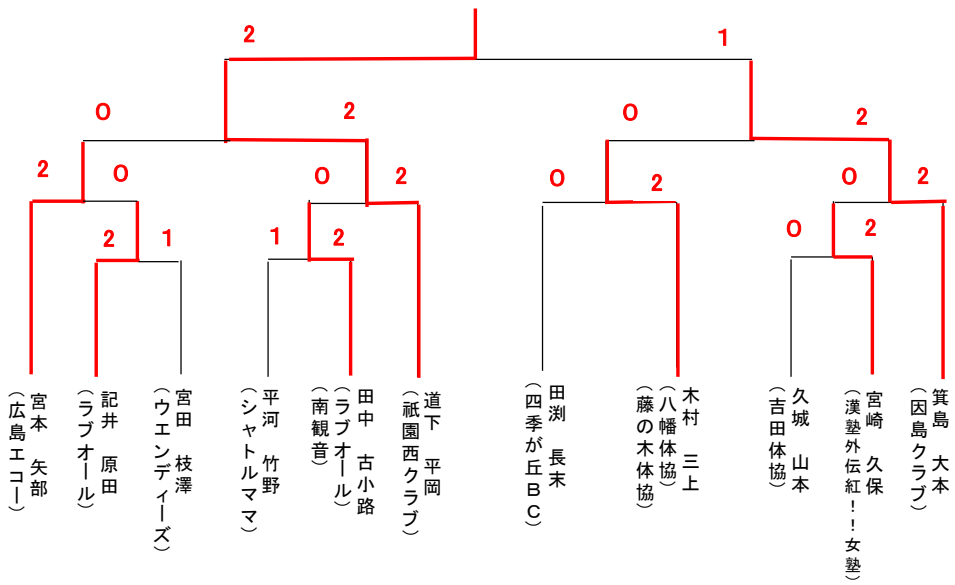 2
1
0
2
0
2
2
0
0
2
0
2
0
2
2
1
1
2
0
2
宮本 矢部
(広島エコー)
記井 原田
(ラブオール)
宮田 枝澤
(ウエンディーズ)
平河 竹野
(シャトルママ)
田中 古小路
(ラブオール)
(南観音)
道下 平岡
(祇園西クラブ)
田渕 長末
(四季が丘BC)
木村 三上
(八幡体協)
(藤の木体協)
久城 山本
(吉田体協)
宮崎 久保
(漢塾外伝紅!!女塾)
箕島 大本
(因島クラブ)